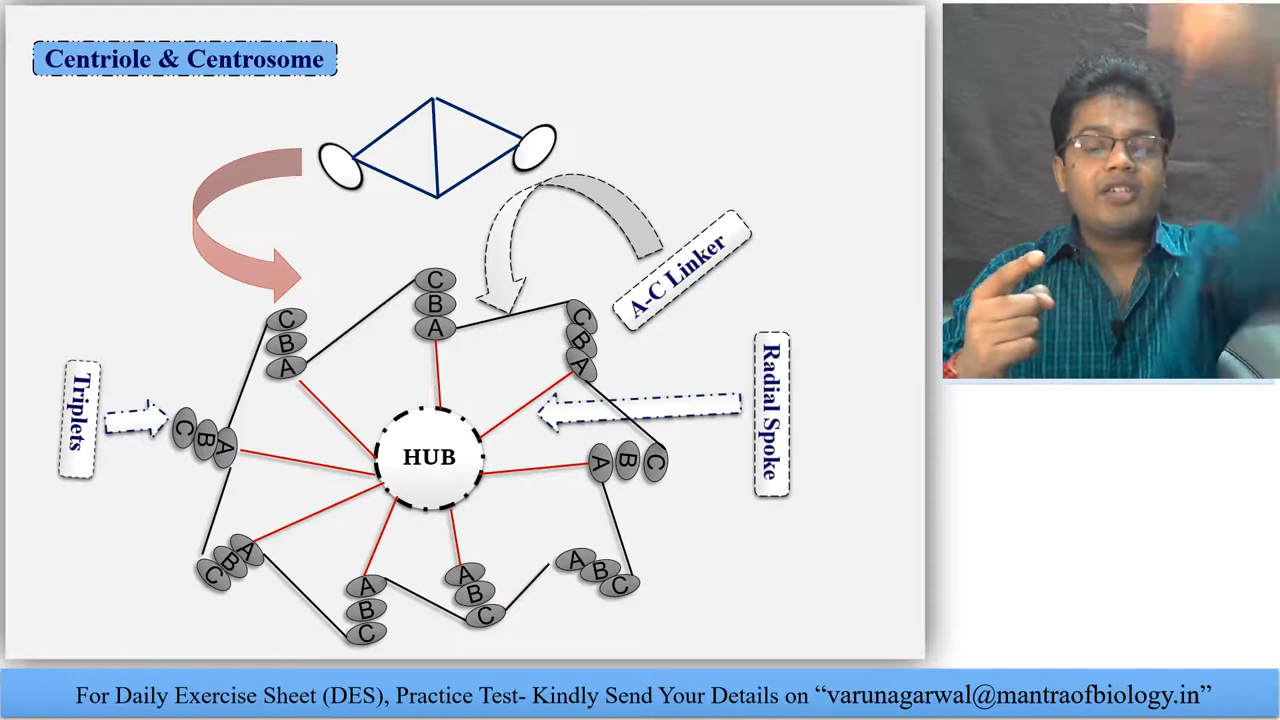 Centriole & Centrosome
A-C Linker
Radial Spoke
Triplets
HUB
C
B
A
C
B
A
C
B
A
C
B
A
A
B
C
A
B
C
A
B
C
A
B
C
A
B
C
For Daily Exercise Sheet (DES), Practice Test- Kindly Send Your Details on “varunagarwal@mantraofbiology.in”